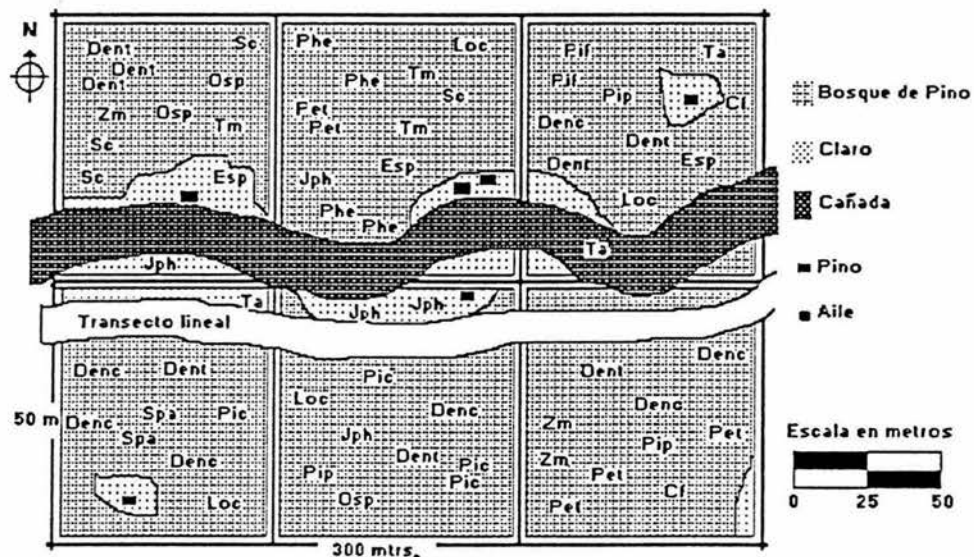 N
Dent
Sc
Dent
Dent
Osp
Zm
Osp
Tm
Sc
Sc
Esp
Jph
Phe
Loc
Phe
Tm
Sc
Pet
Pet
Tm
Esp
Jph
Phe
Phe
Pif
Ta
Pif
Pip
Cf
Denc
Dent
Esp
Dent
Loc
Ta
Ta
Jph
Jph
Transecto lineal
Denc
Dent
Denc
Spa
Pic
Spa
Denc
Loc
Pic
Loc
Denc
Jph
Dent
Pic
Pip
Pic
Osp
Denc
Dent
Denc
Zm
Pet
Pip
Zm
Pet
Cf
Pet
50 m
300 mtrs.
Bosque de Pino
Claro
Cañada
Pino
Aile
Escala en metros
0 25 50